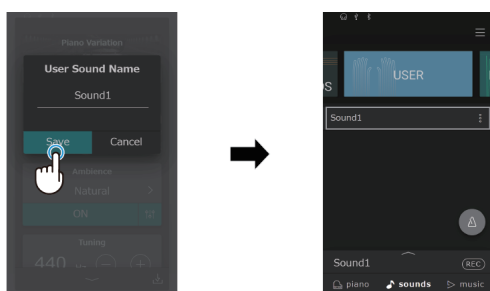 Piano Variation
User Sound Name
Sound1
Save Cancel
Ambience
Natural
ON
Tuning
440
USER
Sound1
Sound1 REC
piano sounds music